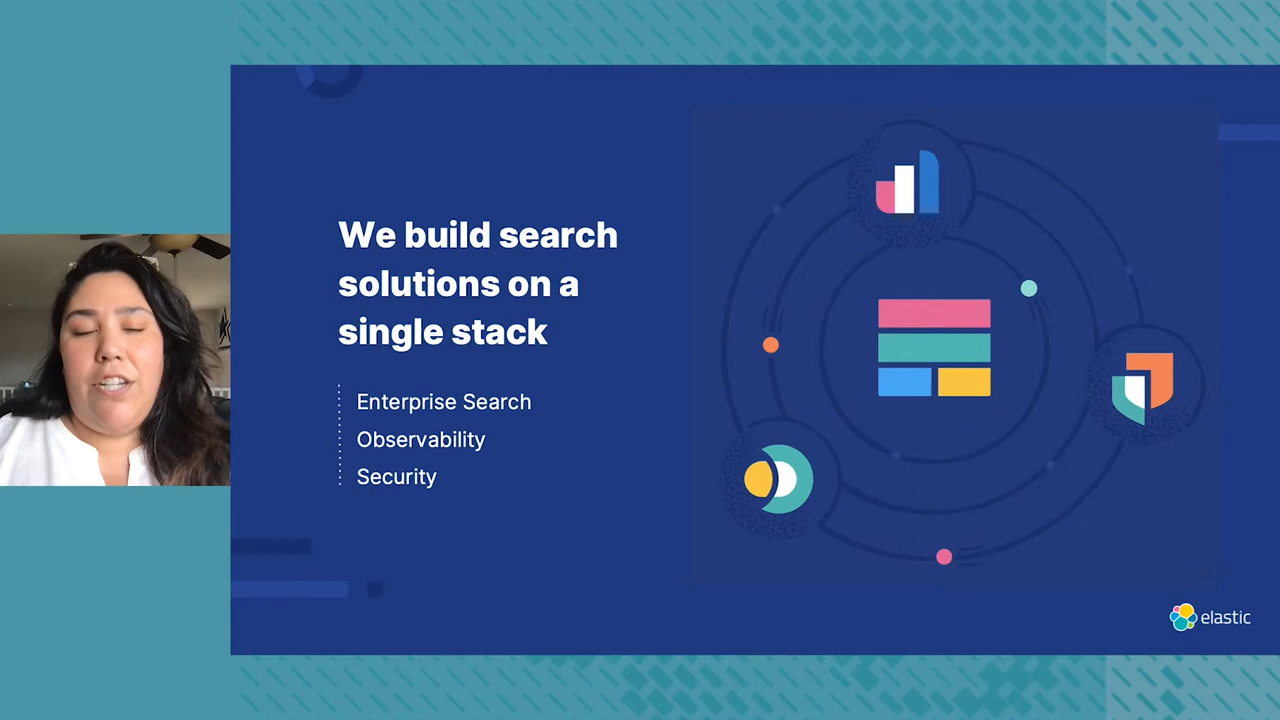 We build search
solutions on a
single stack
Enterprise Search
Observability
Security
elastic